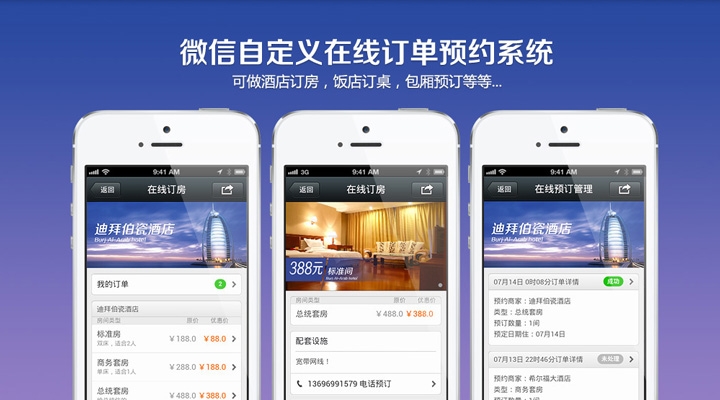 微信自定义在线订单预约系统
可做酒店订房，饭店订桌，包厢预订等等...
9:41 AM
返回
在线订房
迪拜伯瓷酒店
Burj Al-Arab hotel
我的订单 2
迪拜伯瓷酒店
房间类型 原价 优惠价
标准房
双床，适合2人
￥188.0 ￥88.0
商务套房
一床，适合2人
￥288.0 ￥188.0
总统套房
￥488.0 ￥388.0
3G 9:41 AM
返回
在线订房
388元 标准间
Burj Al-Arab hotel
房间类型 原价 优惠价
总统套房 ￥488.0 ￥388.0
配套设施
宽带网络！
13696991579 电话预订
9:41 AM
返回
在线预订管理
迪拜伯瓷酒店
Burj Al-Arab hotel
07月14日 0时08分订单详情 成功
预约商家：迪拜伯瓷酒店
类型：总统套房
预订数量：1间
预定日期住：07月14日
07月13日 22时46分订单详情 未处理
预约商家：希尔福大酒店
类型：商务套房
预订数量：1间